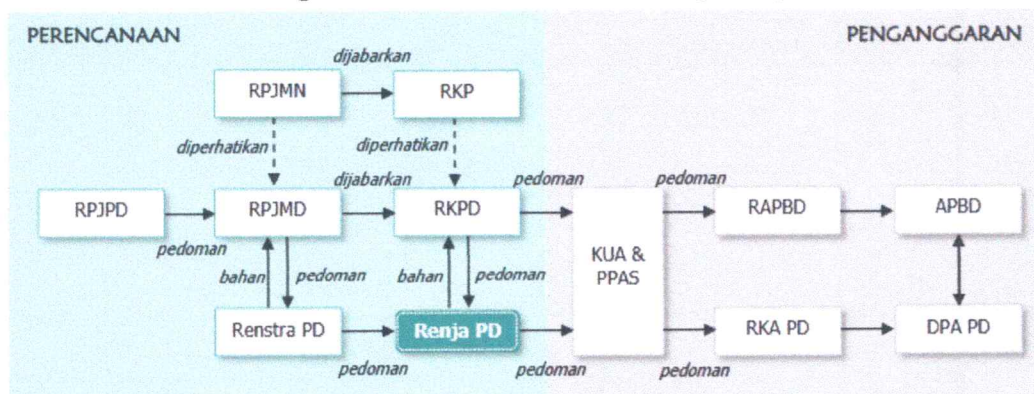 PERENCANAAN
PENGANGGARAN
dijabarkan
RPJMN
RKP
diperhatikan
diperhatikan
dijabarkan
pedoman
pedoman
RPJPD
RPJMD
RKPD
RAPBD
APBD
pedoman
KUA &
PPAS
bahan
pedoman
bahan
pedoman
Renstra PD
Renja PD
RKA PD
DPA PD
pedoman
pedoman
pedoman